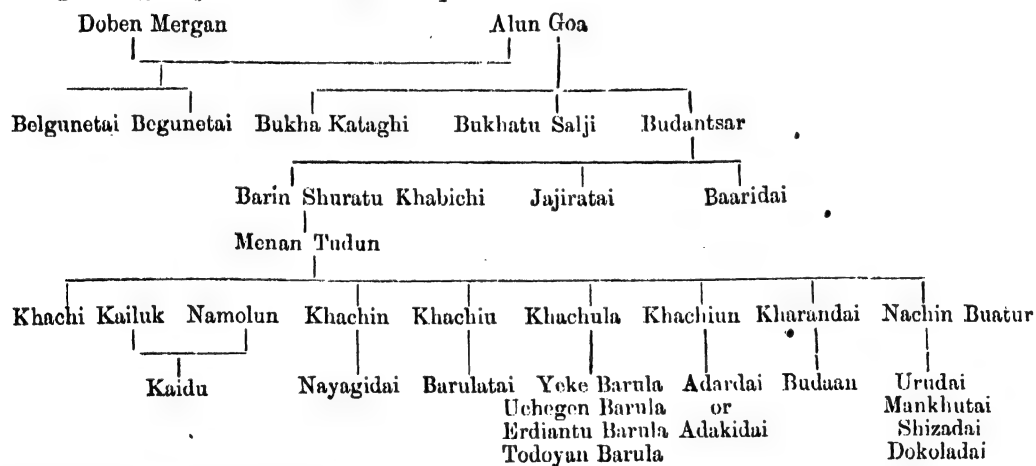 Doben Mergan Alun Goa
Belgunetai Begunetai Bukha Kataghi Bukhatu Salji Budantsar
Barin Shuratu Khabichi Jajiratai Baaridai
Menan Tudun
Khachi Kailuk Namolun Khachin Khachiu Khachula Khachiun Kharandai Nachin Buatur
Kaidu Nayagidai Barulatai Yeke Barula Adardai Budaan Urudai
Uchegen Barula or Mankhutai
Erdiantu Barula Adakidai Shizadai
Todoyan Barula Dokoladai